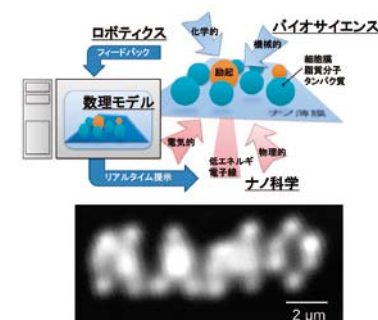 ロボティクス
バイオサイエンス
フィードバック
化学的
機械的
励起
細胞膜
脂質分子
タンパク質
数理モデル
ナノ薄膜
電気的
低エネルギ
電子線
物理的
リアルタイム提示
ナノ科学
nano
2 μm